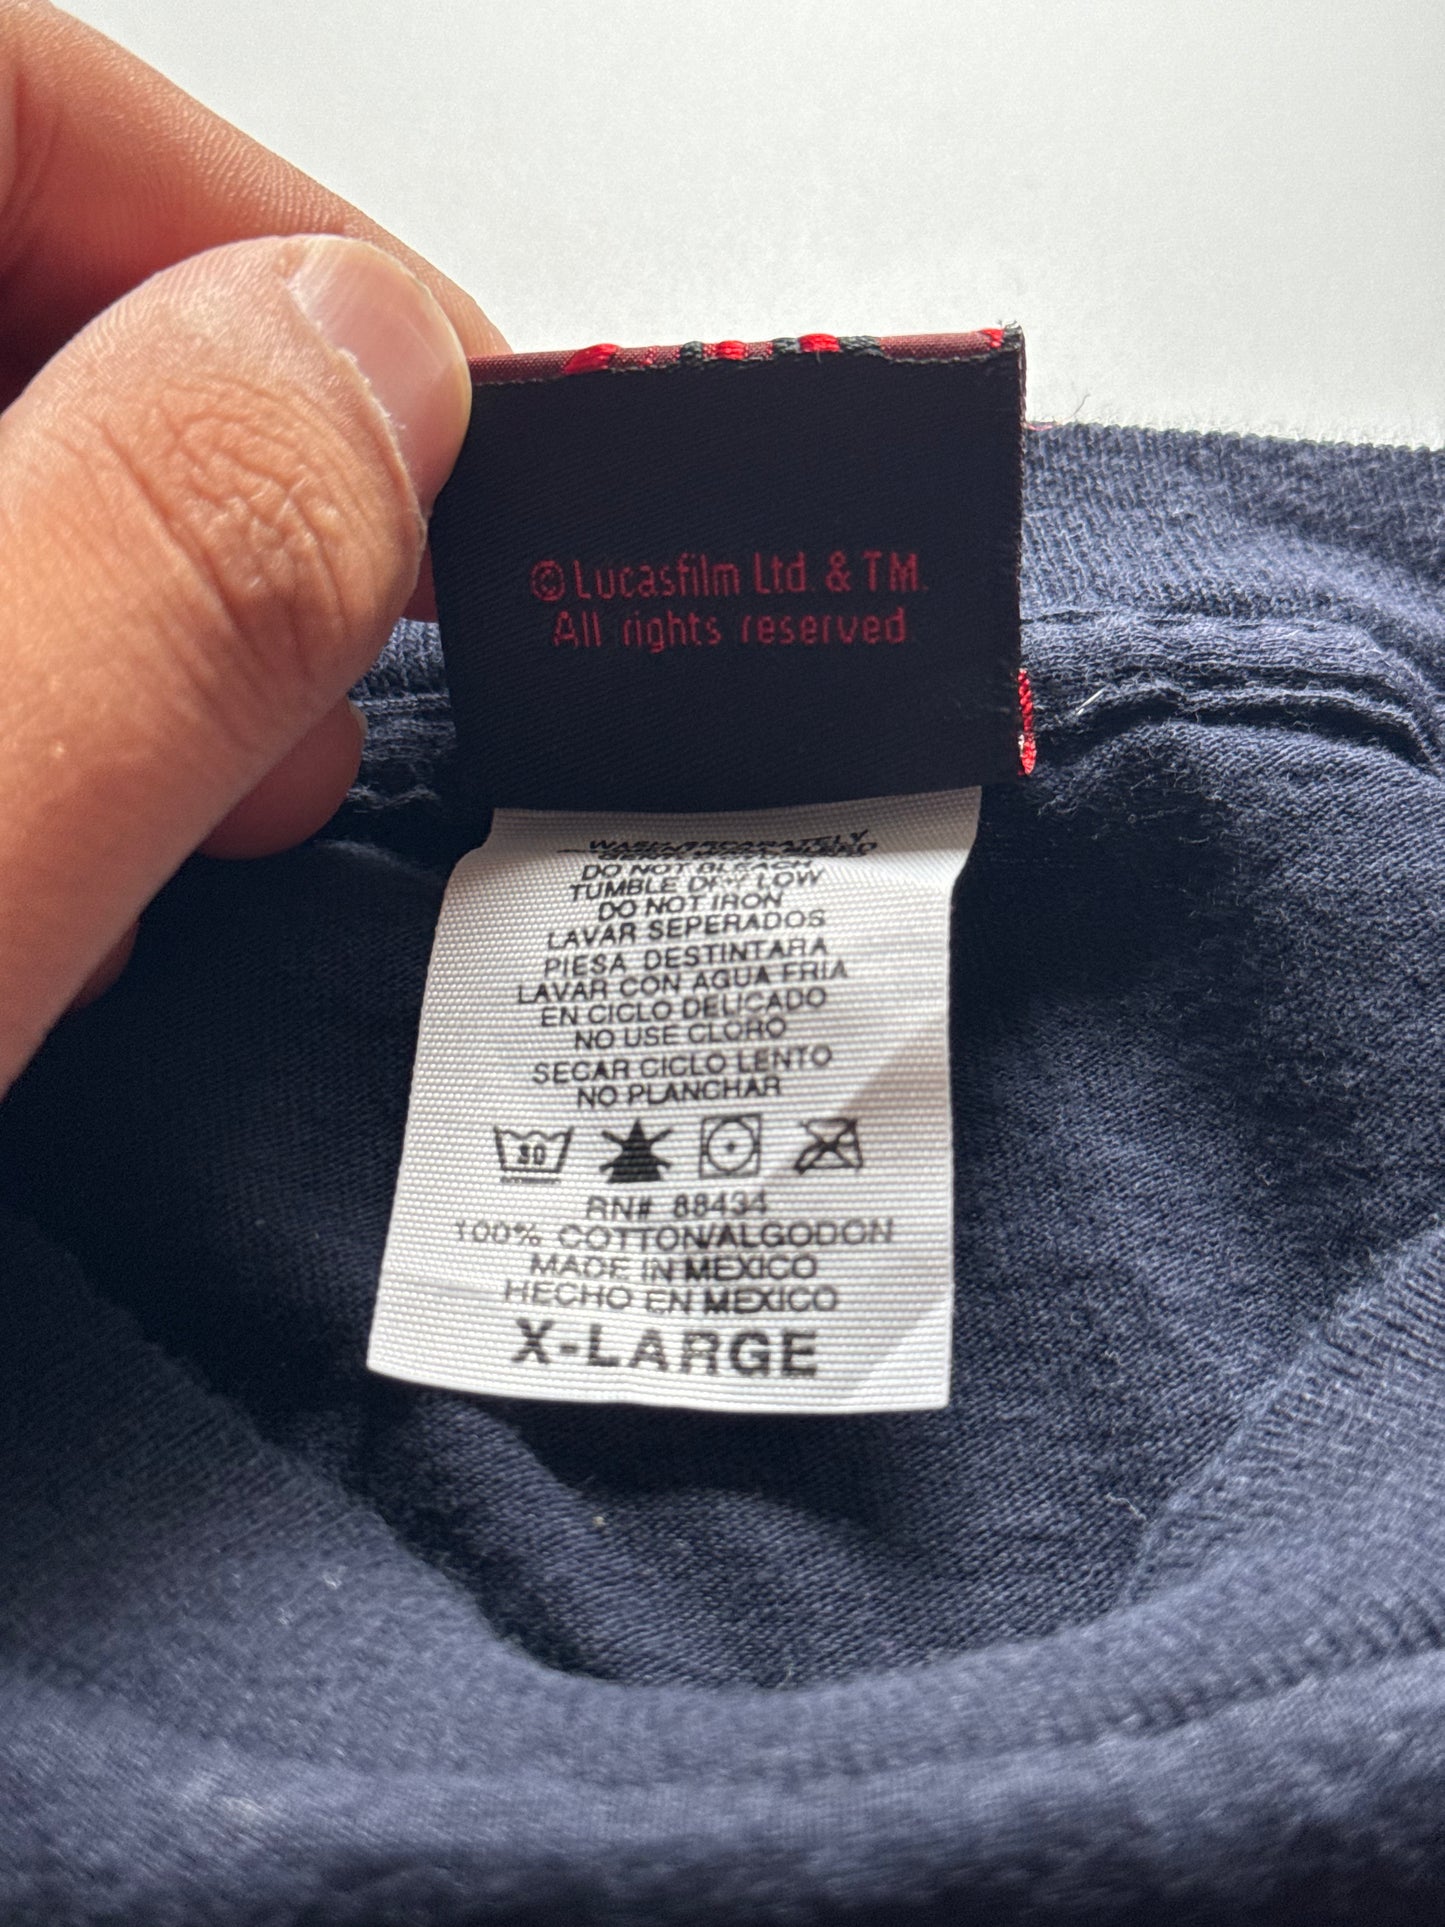 © Lucasfilm Ltd. & TM.
All rights reserved.
WASH SEPARATELY
DO NOT BLEACH
TUMBLE DRY LOW
DO NOT IRON
LAVAR SEPERADOS
PIESA DESTINTARA
LAVAR CON AGUA FRIA
EN CICLO DELICADO
NO USE CLORO
SECAR CICLO LENTO
NO PLANCHAR
30
RN# 88434
100% COTTON/ALGODON
MADE IN MEXICO
HECHO EN MEXICO
X-LARGE